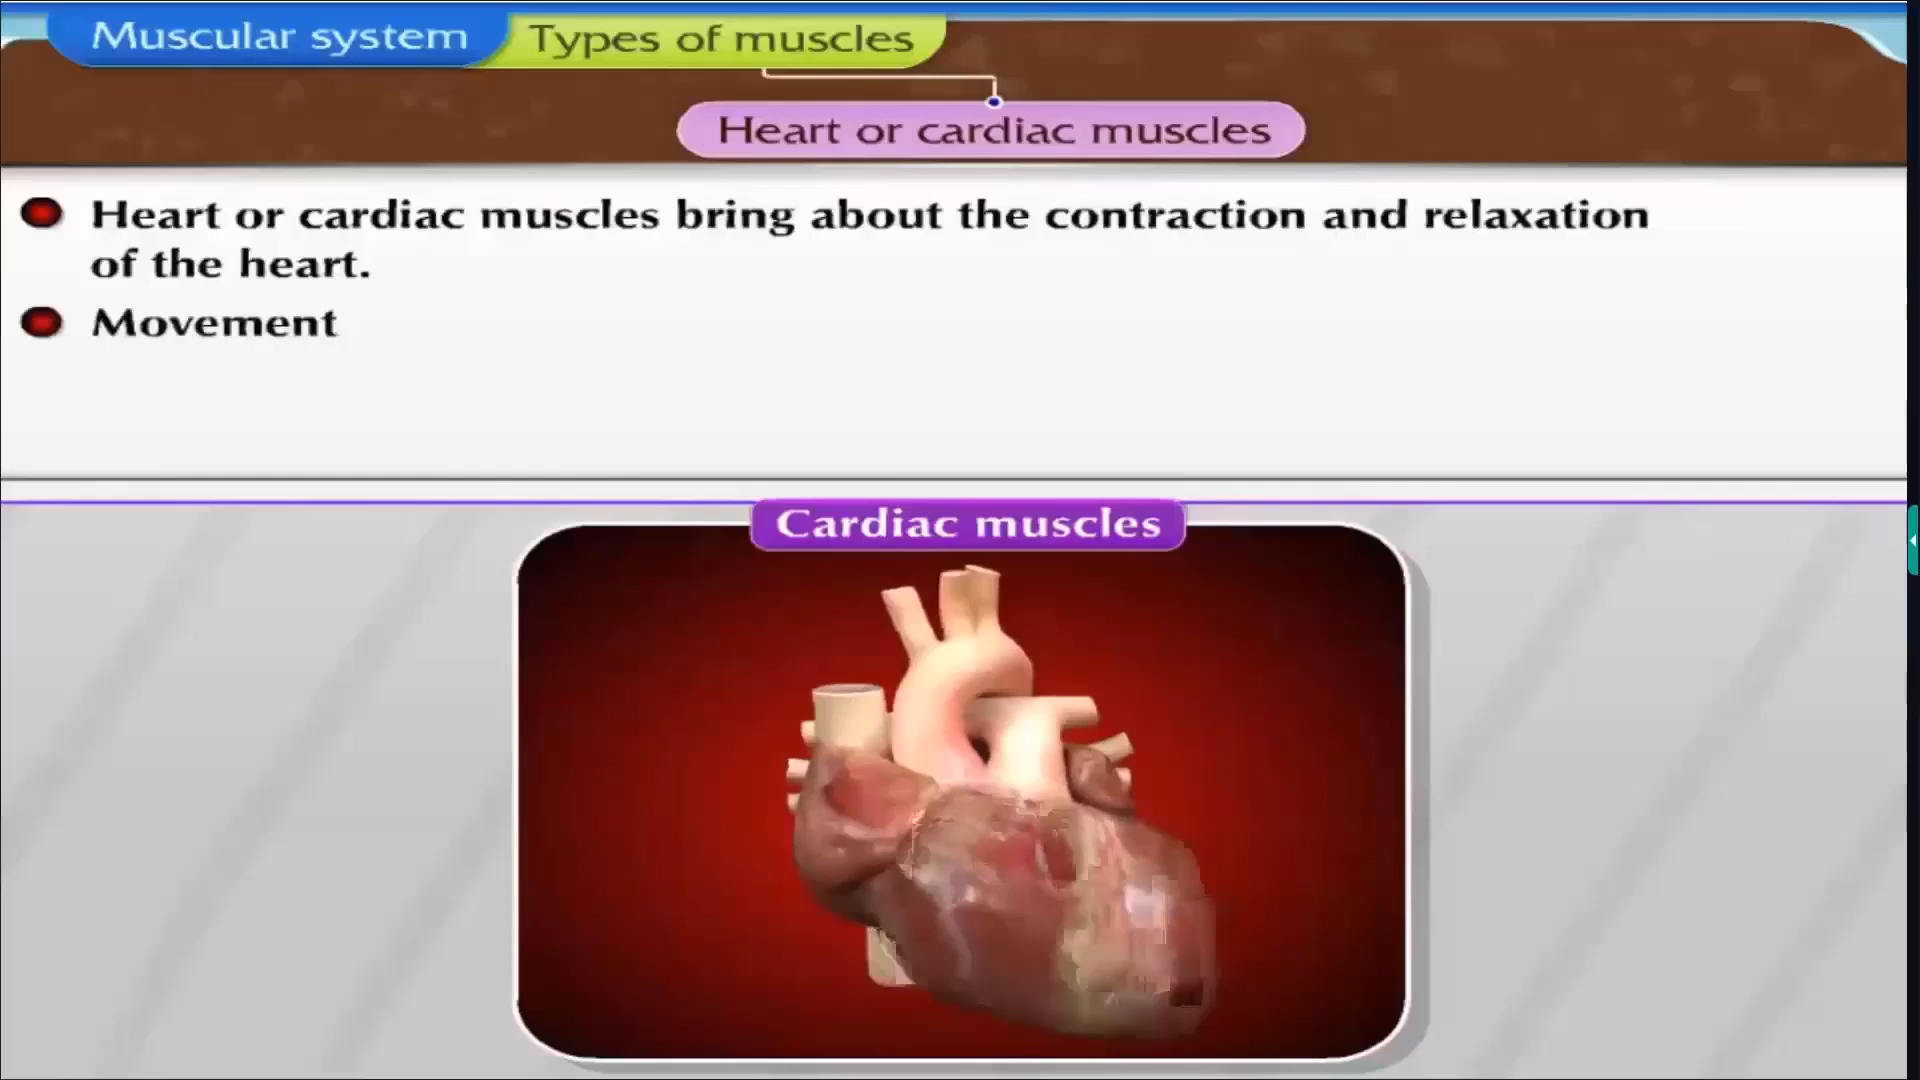 Muscular system
Types of muscles
Heart or cardiac muscles
Heart or cardiac muscles bring about the contraction and relaxation
of the heart.
Movement
Cardiac muscles